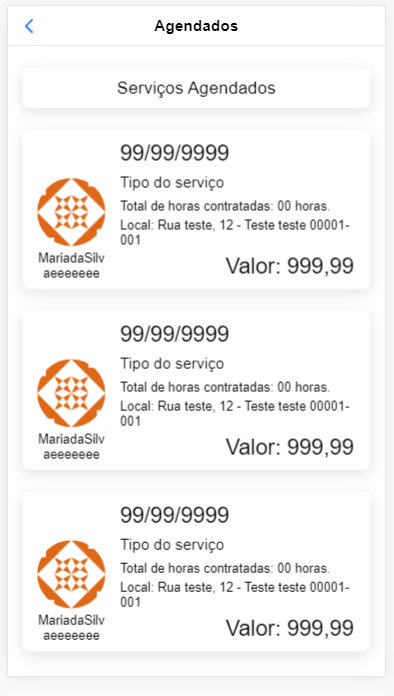 Agendados
Serviços Agendados
99/99/9999
Tipo do serviço
Total de horas contratadas: 00 horas.
Local: Rua teste, 12 - Teste teste 00001-
001
MariadaSilv
aeeeeeee
Valor: 999,99
99/99/9999
Tipo do serviço
Total de horas contratadas: 00 horas.
Local: Rua teste, 12 - Teste teste 00001-
001
MariadaSilv
aeeeeeee
Valor: 999,99
99/99/9999
Tipo do serviço
Total de horas contratadas: 00 horas.
Local: Rua teste, 12 - Teste teste 00001-
001
MariadaSilv
aeeeeeee
Valor: 999,99